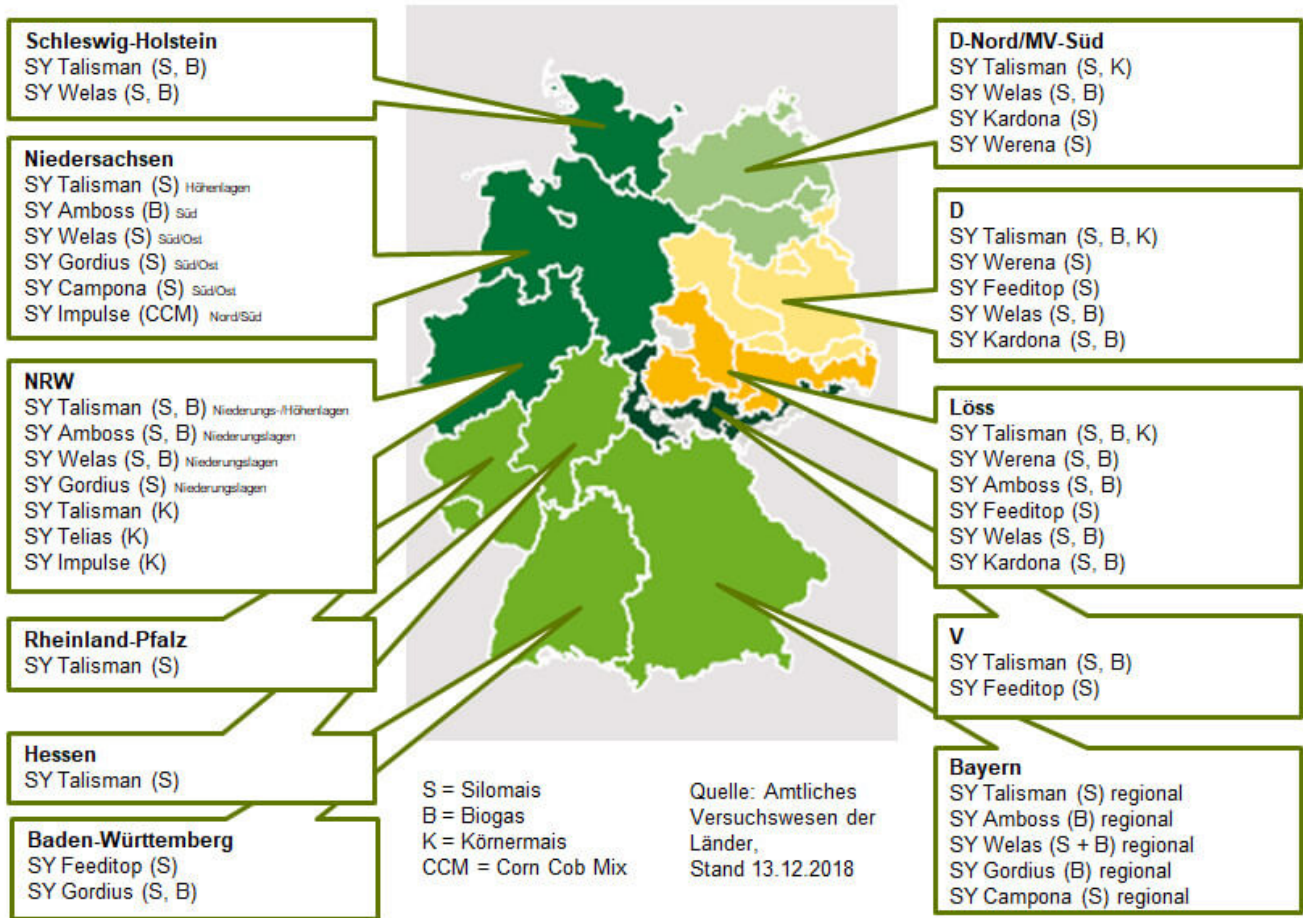 Schleswig-Holstein
SY Talisman (S, B)
SY Welas (S, B)
Niedersachsen
SY Talisman (S) Höhenlagen
SY Amboss (B) Süd
SY Welas (S) Süd/Ost
SY Gordius (S) Süd/Ost
SY Campona (S) Süd/Ost
SY Impulse (CCM) Nord/Süd
NRW
SY Talisman (S, B) Niederungs-/Höhenlagen
SY Amboss (S, B) Niederungslagen
SY Welas (S, B) Niederungslagen
SY Gordius (S) Niederungslagen
SY Talisman (K)
SY Telias (K)
SY Impulse (K)
Rheinland-Pfalz
SY Talisman (S)
Hessen
SY Talisman (S)
Baden-Württemberg
SY Feeditop (S)
SY Gordius (S, B)
S = Silomais
B = Biogas
K = Körnermais
CCM = Corn Cob Mix
Quelle: Amtliches
Versuchswesen der
Länder,
Stand 13.12.2018
D-Nord/MV-Süd
SY Talisman (S, K)
SY Welas (S, B)
SY Kardona (S)
SY Werena (S)
D
SY Talisman (S, B, K)
SY Werena (S)
SY Feeditop (S)
SY Welas (S, B)
SY Kardona (S, B)
Löss
SY Talisman (S, B, K)
SY Werena (S, B)
SY Amboss (S, B)
SY Feeditop (S)
SY Welas (S, B)
SY Kardona (S, B)
V
SY Talisman (S, B)
SY Feeditop (S)
Bayern
SY Talisman (S) regional
SY Amboss (B) regional
SY Welas (S + B) regional
SY Gordius (B) regional
SY Campona (S) regional